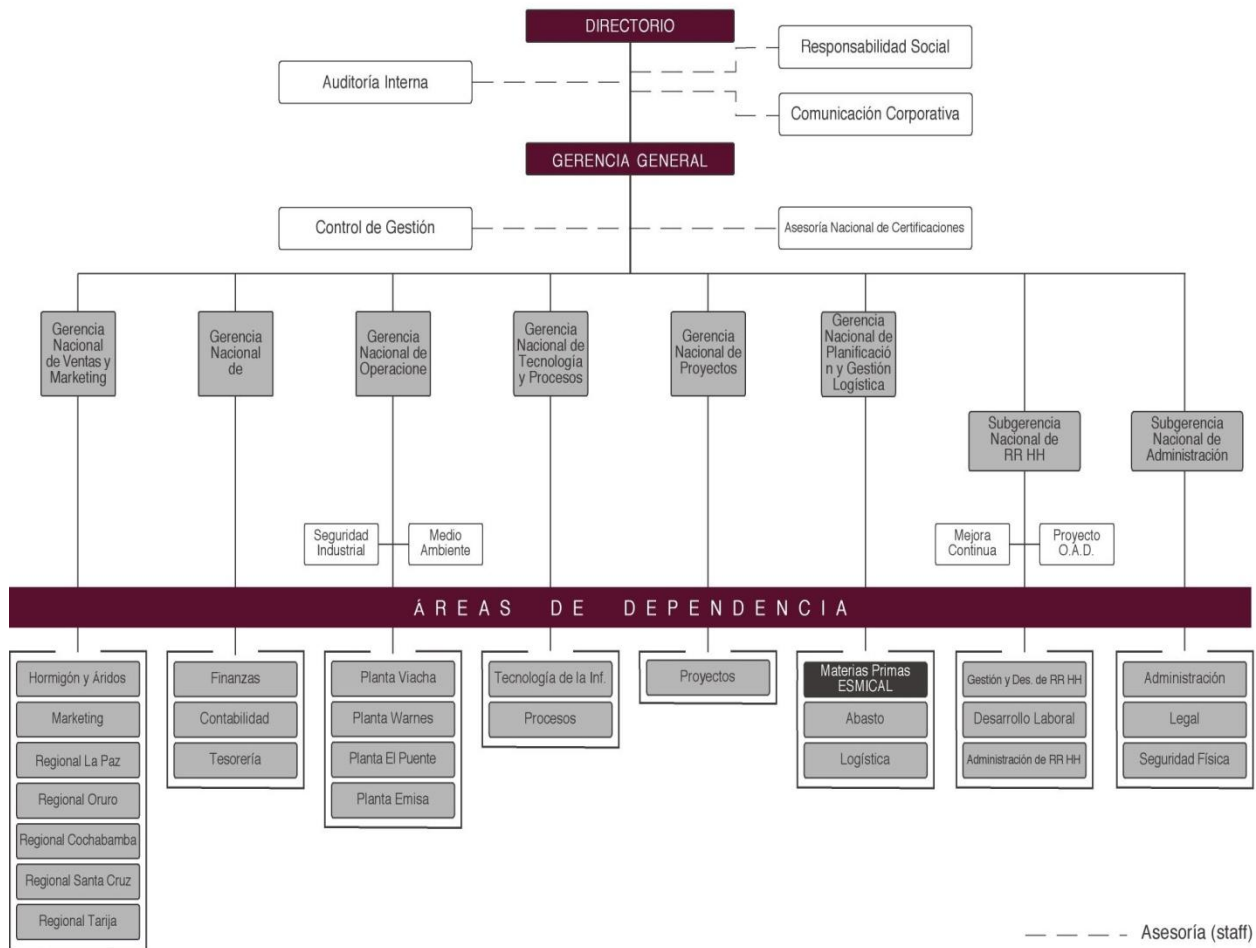 DIRECTORIO
Responsabilidad Social
Auditoría Interna
Comunicación Corporativa
GERENCIA GENERAL
Control de Gestión
Asesoría Nacional de Certificaciones
Gerencia
Nacional
de Ventas y
Marketing
Gerencia
Nacional
de
Gerencia
Nacional de
Operacione
Gerencia
Nacional de
Tecnología
y Procesos
Gerencia
Nacional de
Proyectos
Gerencia
Nacional de
Planificació
n y Gestión
Logística
Subgerencia
Nacional de
RR HH
Subgerencia
Nacional de
Administración
Seguridad
Industrial
Medio
Ambiente
Mejora
Continua
Proyecto
O.A.D.
ÁREAS DE DEPENDENCIA
Hormigón y Áridos
Marketing
Regional La Paz
Regional Oruro
Regional Cochabamba
Regional Santa Cruz
Regional Tarija
Finanzas
Contabilidad
Tesorería
Planta Viacha
Planta Warnes
Planta El Puente
Planta Emisa
Tecnología de la Inf.
Procesos
Proyectos
Materias Primas
ESMICAL
Abasto
Logística
Gestión y Des. de RR HH
Desarrollo Laboral
Administración de RR HH
Administración
Legal
Seguridad Física
Asesoría (staff)